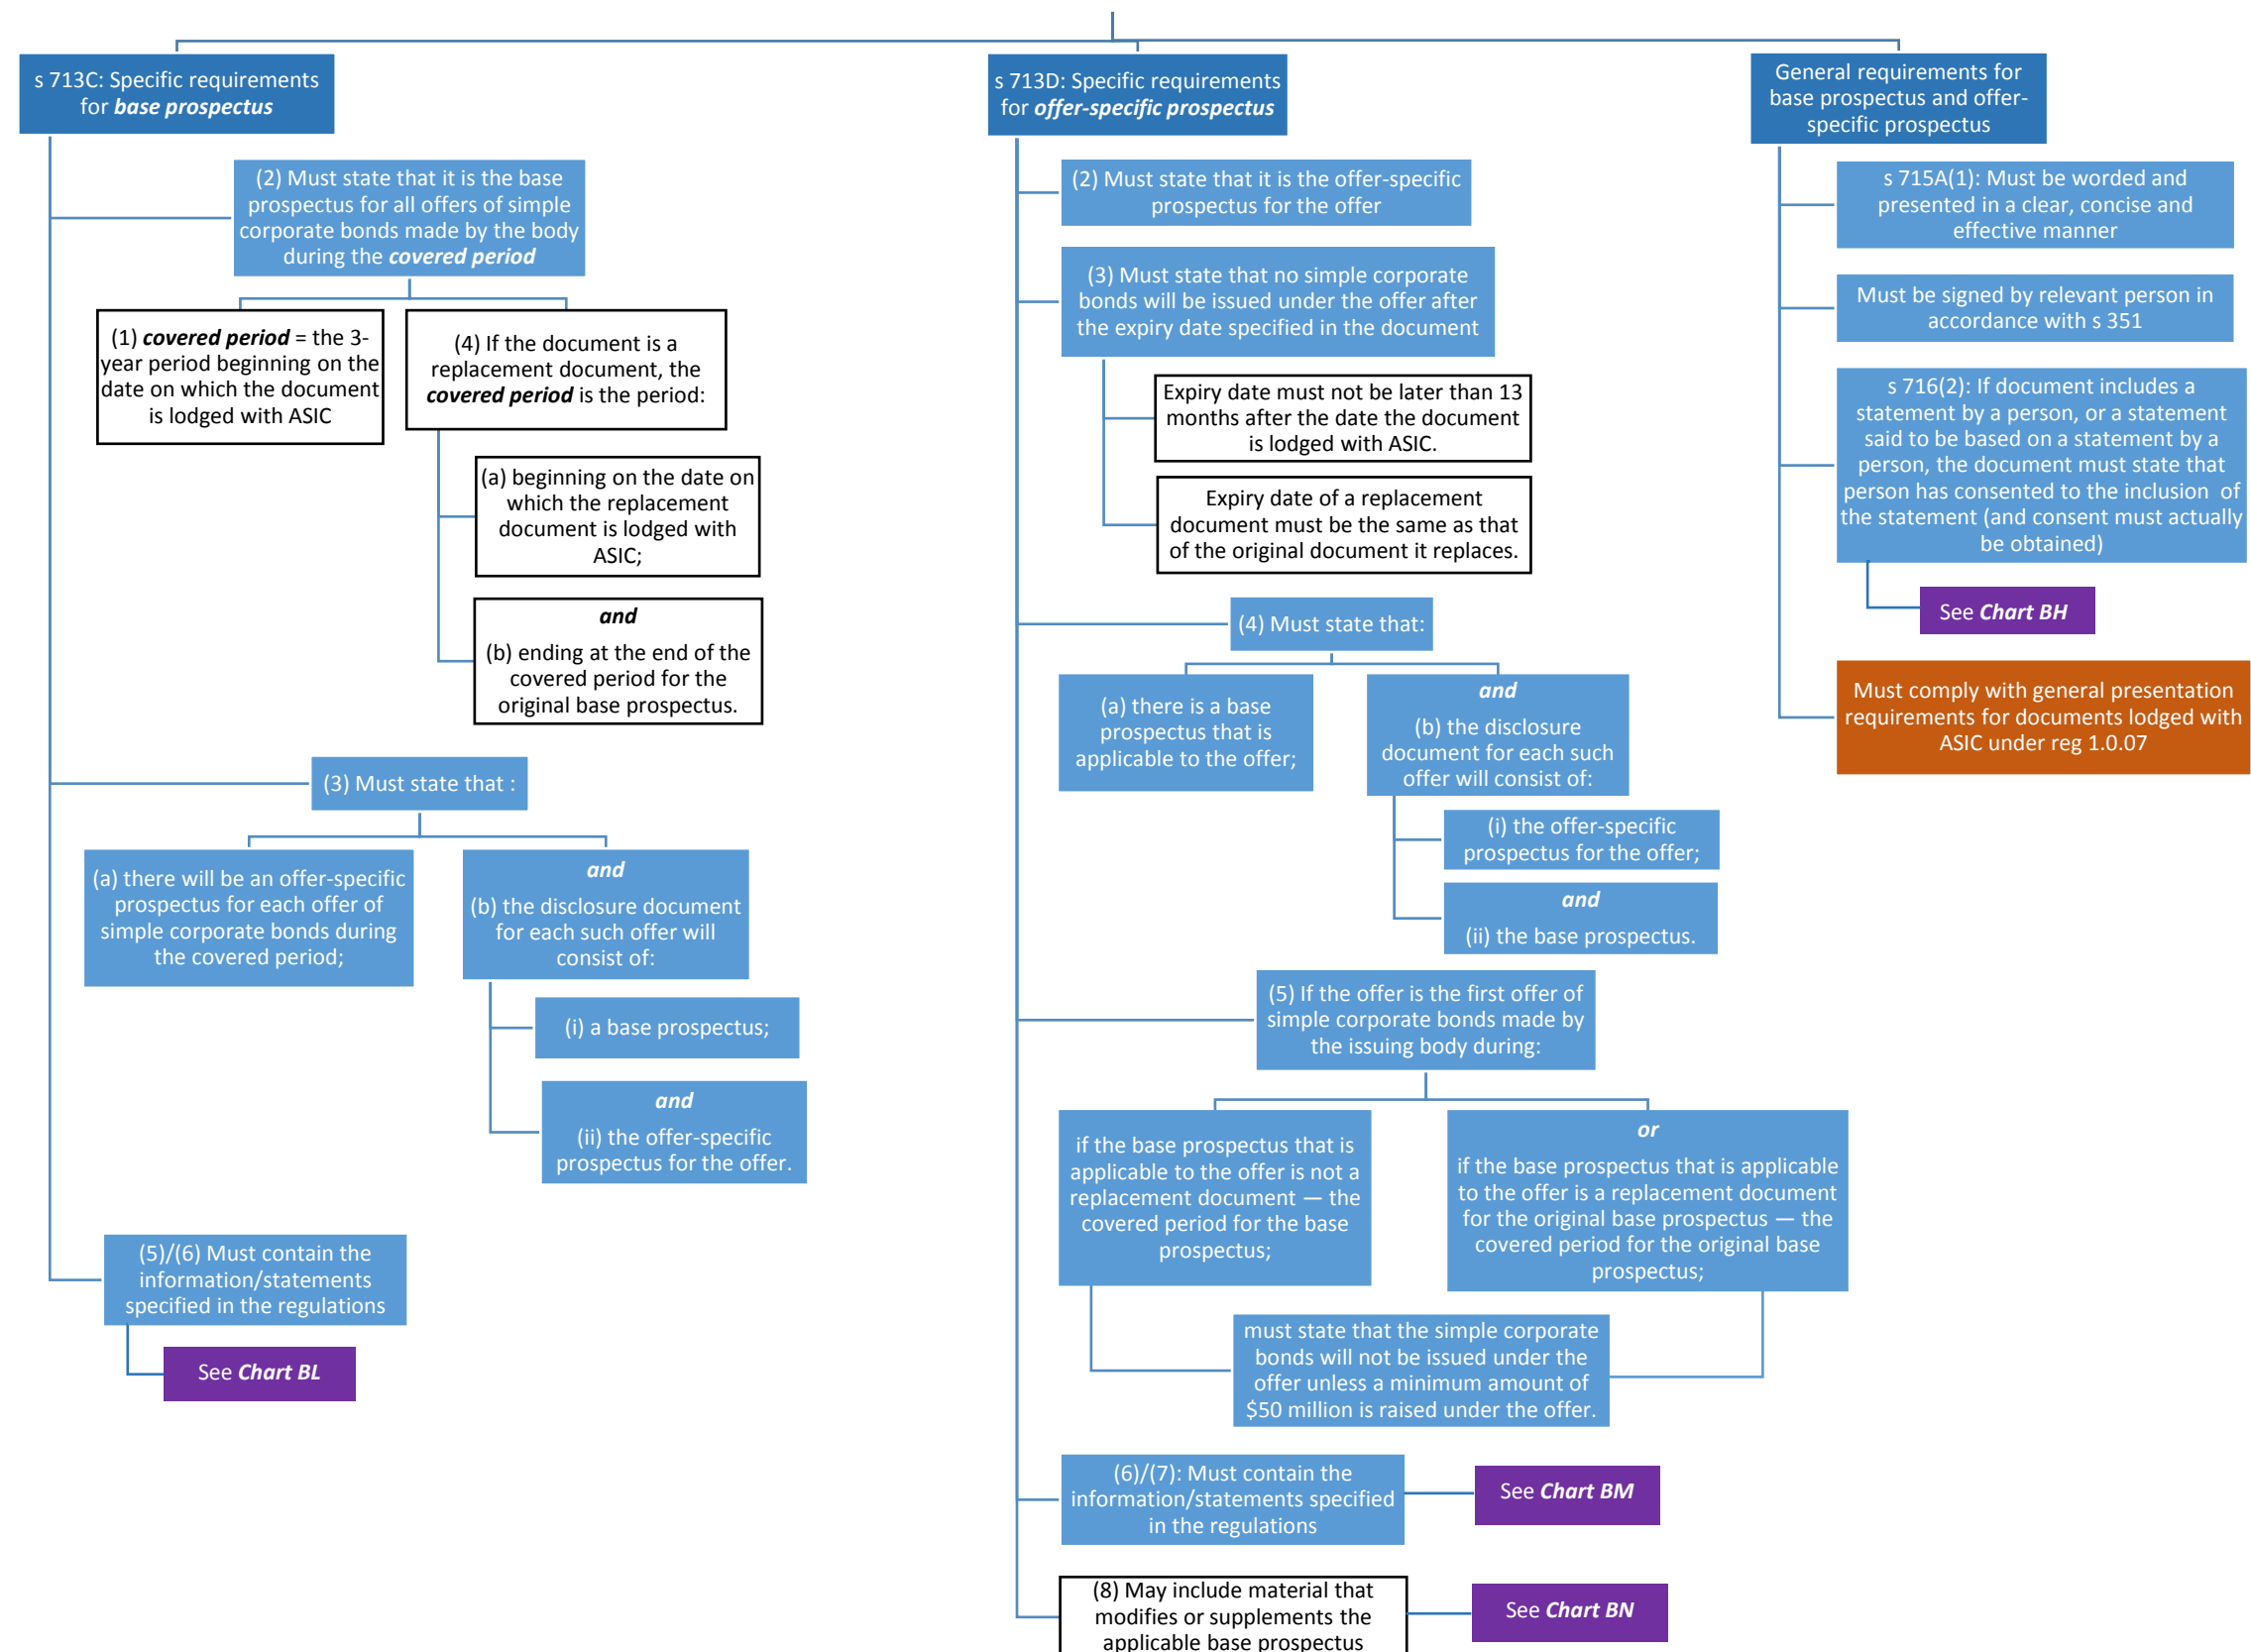 s 713C: Specific requirements
for base prospectus
(2) Must state that it is the base
prospectus for all offers of simple
corporate bonds made by the body
during the covered period
(1) covered period = the 3-
year period beginning on the
date on which the document
is lodged with ASIC
(4) If the document is a
replacement document, the
covered period is the period:
(a) beginning on the date on
which the replacement
document is lodged with
ASIC;
and
(b) ending at the end of the
covered period for the
original base prospectus.
(3) Must state that :
(a) there will be an offer-specific
prospectus for each offer of
simple corporate bonds during
the covered period;
and
(b) the disclosure document
for each such offer will
consist of:
(i) a base prospectus;
and
(ii) the offer-specific
prospectus for the offer.
(5)/(6) Must contain the
information/statements
specified in the regulations
See Chart BL
s 713D: Specific requirements
for offer-specific prospectus
(2) Must state that it is the offer-specific
prospectus for the offer
(3) Must state that no simple corporate
bonds will be issued under the offer after
the expiry date specified in the document
Expiry date must not be later than 13
months after the date the document
is lodged with ASIC.
Expiry date of a replacement
document must be the same as that
of the original document it replaces.
(4) Must state that:
(a) there is a base
prospectus that is
applicable to the offer;
and
(b) the disclosure
document for each such
offer will consist of:
(i) the offer-specific
prospectus for the offer;
and
(ii) the base prospectus.
(5) If the offer is the first offer of
simple corporate bonds made by
the issuing body during:
if the base prospectus that is
applicable to the offer is not a
replacement document — the
covered period for the base
prospectus;
or
if the base prospectus that is applicable
to the offer is a replacement document
for the original base prospectus — the
covered period for the original base
prospectus;
must state that the simple corporate
bonds will not be issued under the
offer unless a minimum amount of
$50 million is raised under the offer.
(6)/(7): Must contain the
information/statements specified
in the regulations
See Chart BM
(8) May include material that
modifies or supplements the
applicable base prospectus
See Chart BN
General requirements for
base prospectus and offer-
specific prospectus
s 715A(1): Must be worded and
presented in a clear, concise and
effective manner
Must be signed by relevant person in
accordance with s 351
s 716(2): If document includes a
statement by a person, or a statement
said to be based on a statement by a
person, the document must state that
person has consented to the inclusion of
the statement (and consent must actually
be obtained)
See Chart BH
Must comply with general presentation
requirements for documents lodged with
ASIC under reg 1.0.07